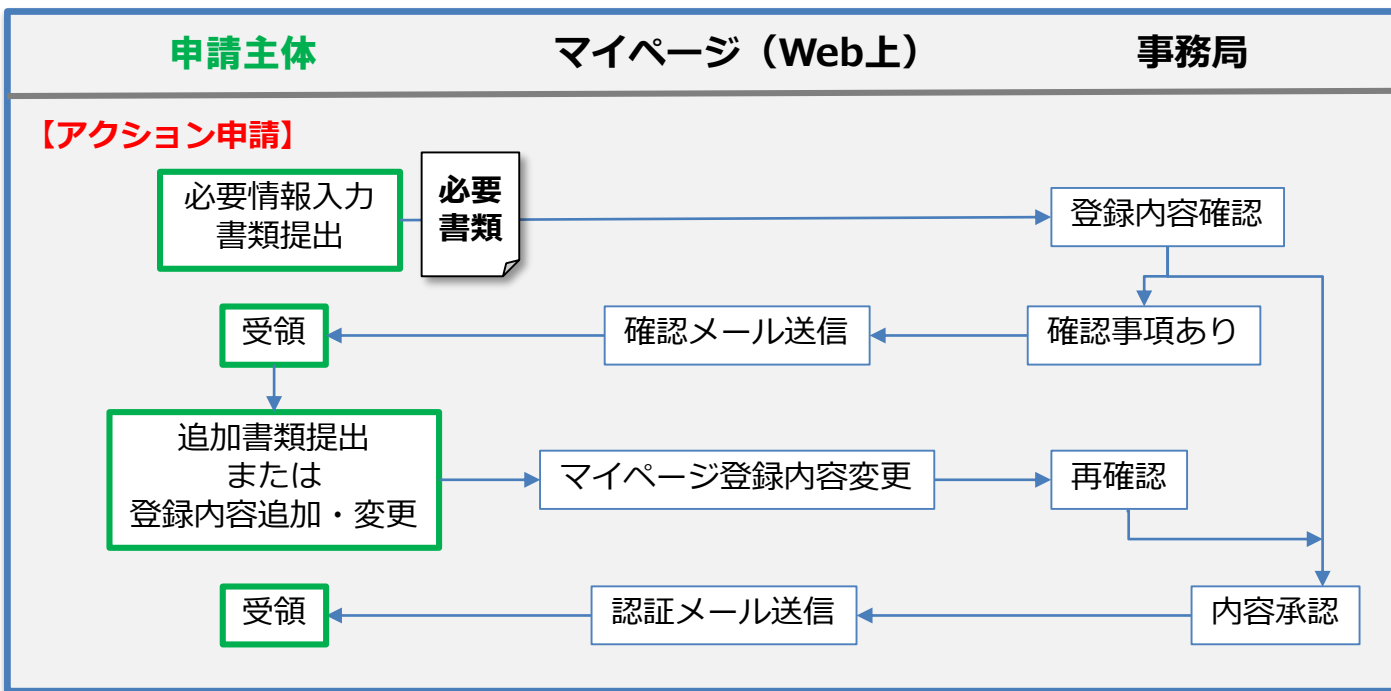 申請主体
マイページ（Web上）
事務局
【アクション申請】
必要情報入力
書類提出
必要
書類
登録内容確認
受領
確認メール送信
確認事項あり
追加書類提出
または
登録内容追加・変更
マイページ登録内容変更
再確認
受領
認証メール送信
内容承認